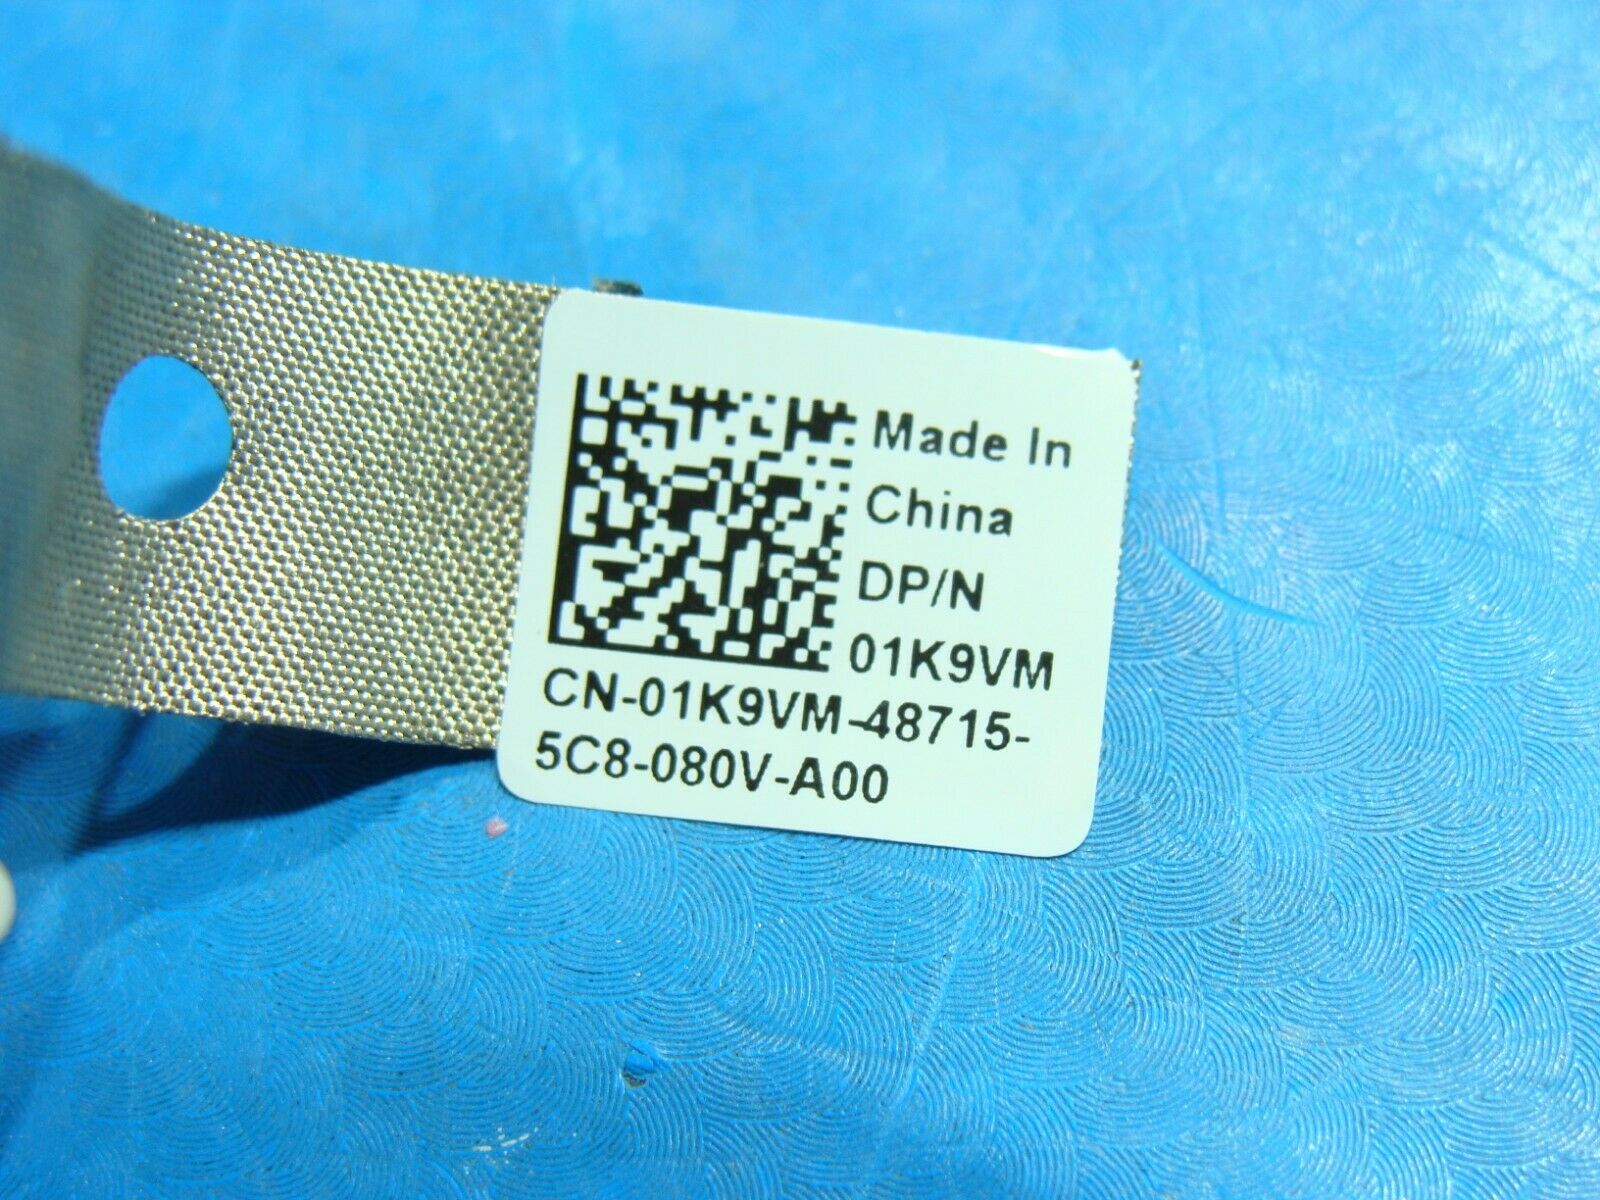 Made In
China
DP/N
01K9VM
CN-01K9VM-48715-
5C8-080V-A00